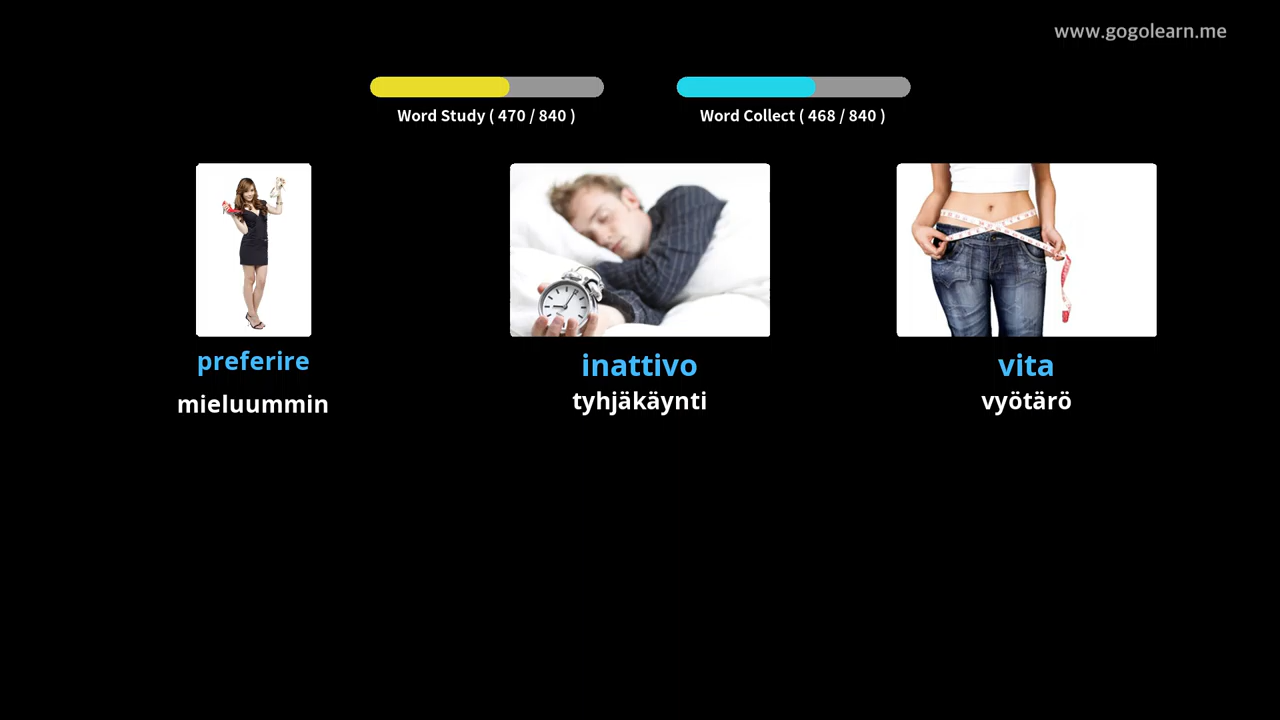 www.gogolearn.me
Word Study ( 470 / 840 )
Word Collect ( 468 / 840 )
preferire
mieluummin
inattivo
tyhjäkäynti
vita
vyötärö